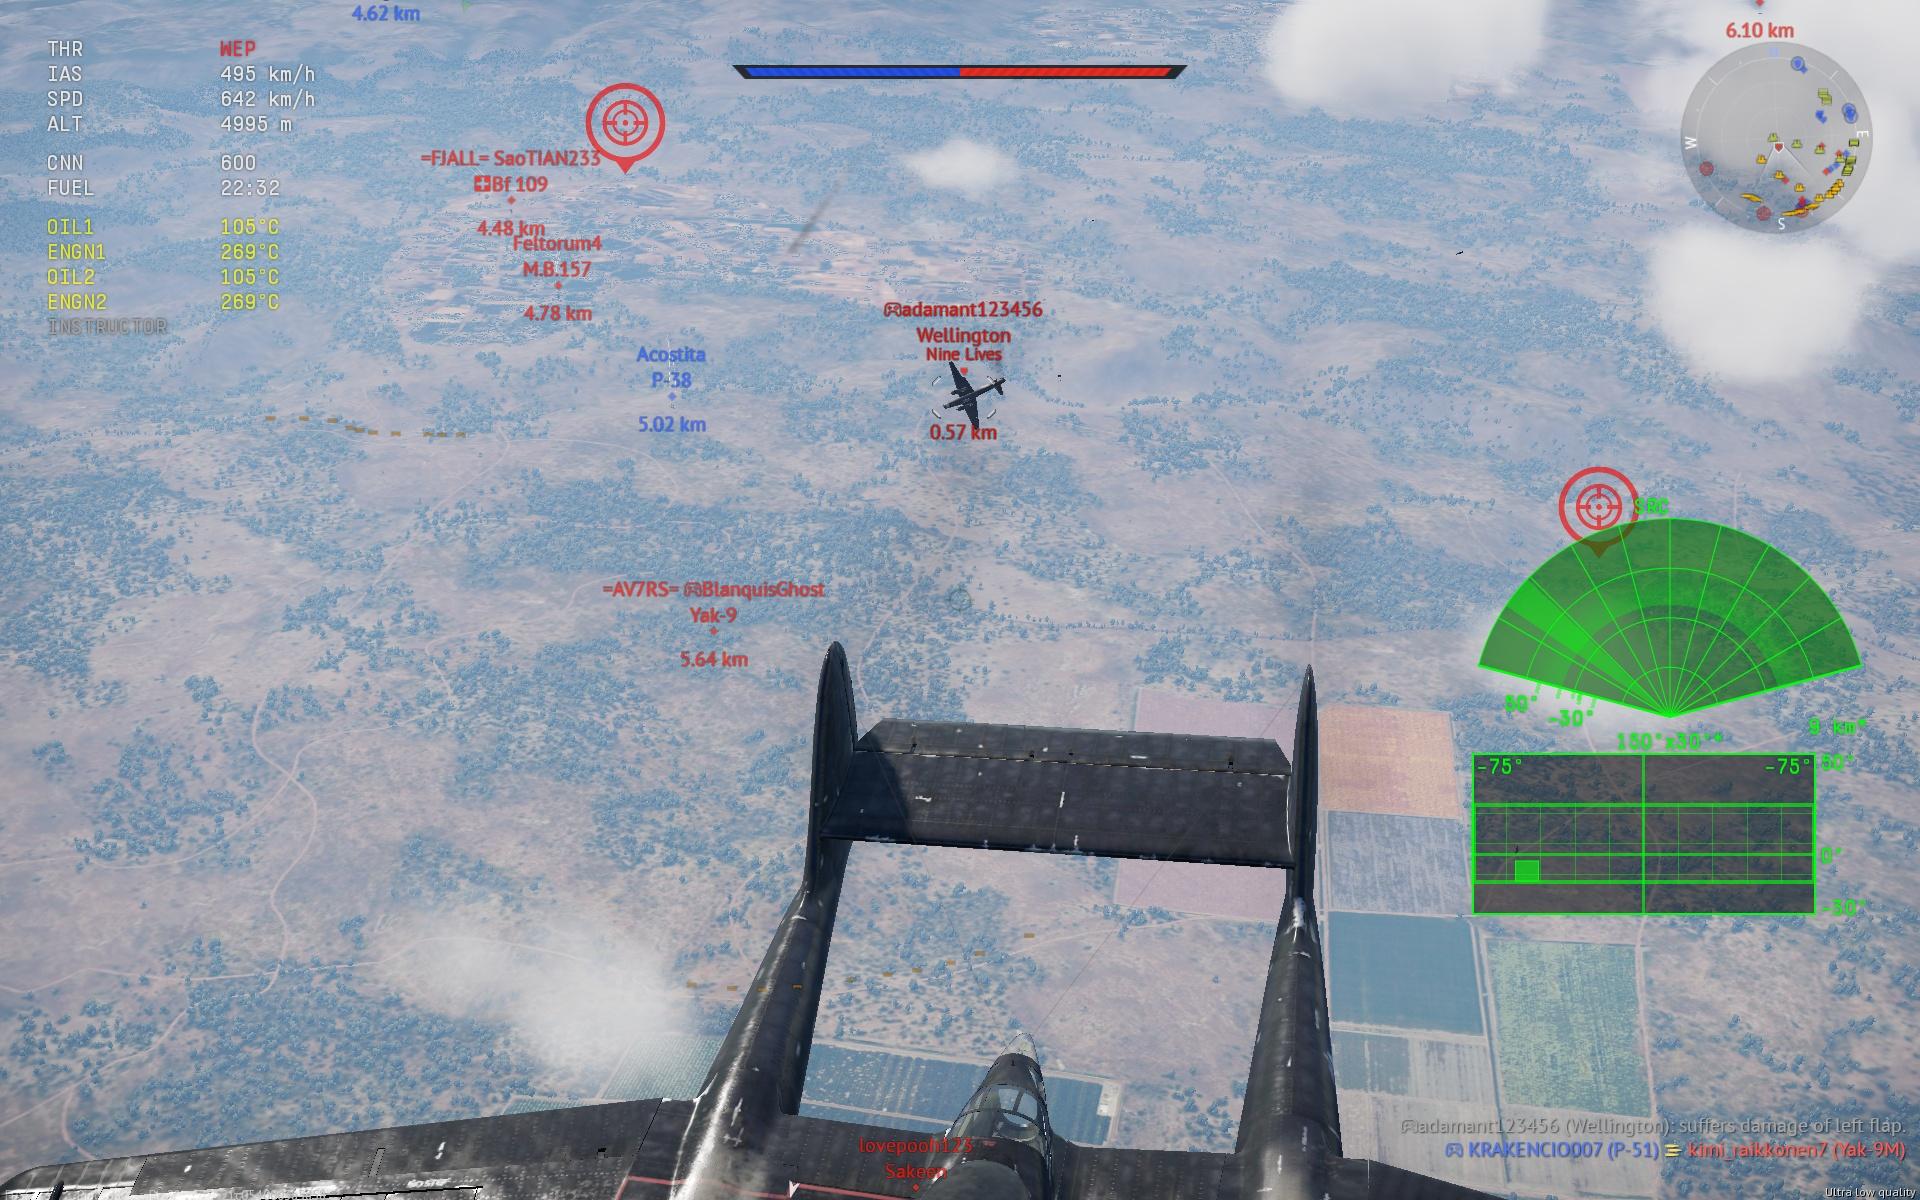 4.62 km
6.10 km
THR WEP
IAS 495 km/h
SPD 642 km/h
ALT 4995 m
CNN 600
FUEL 22:32
OIL1 105°C
ENGN1 269°C
OIL2 105°C
ENGN2 269°C
INSTRUCTOR
W
E
S
=FJALL= SaoTIAN233
Bf 109
4.48 km
Feltorum4
M.B.157
4.78 km
@adamant123456
Wellington
Nine Lives
0.57 km
Acostita
P-38
5.02 km
SRC
=AV7RS= @BlanquisGhost
Yak-9
5.64 km
-30°
9 km*
150°x30°*
-75° -75°
0°
-30°
adamant123456 (Wellington): suffers damage of left flap.
KRAKENCIO007 (P-51) kimi_raikkonen7 (Yak-9M)
lovepooh123
Sakeen
Ultra low quality